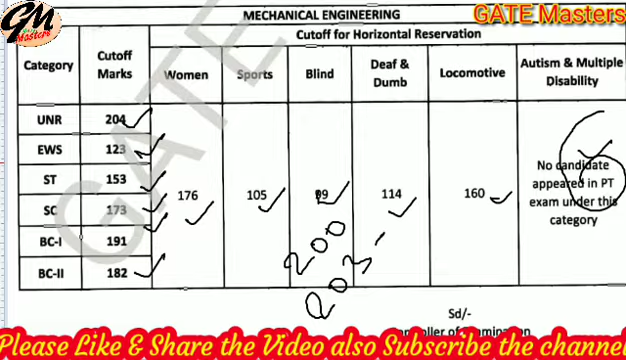 GM
Masters
MECHANICAL ENGINEERING
GATE Masters
Category
Cutoff Marks
Cutoff for Horizontal Reservation
Women
Sports
Blind
Deaf & Dumb
Locomotive
Autism & Multiple Disability
UNR 204
EWS 123
ST 153
SC 173
BC-I 191
BC-II 182
176
105
114
160
No candidate
appeared in PT
exam under this
category
200
203
GATE
Sd/-
Please Like & Share the Video also Subscribe the channel